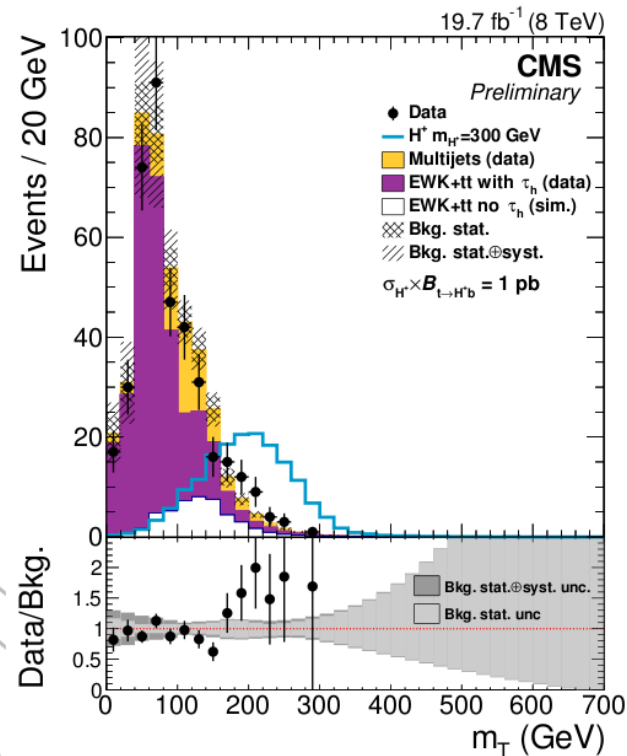 19.7 fb⁻¹ (8 TeV)
CMS
Preliminary
Data
H⁺ m_H⁺=300 GeV
Multijets (data)
EWK+tt with τ_h (data)
EWK+tt no τ_h (sim.)
Bkg. stat.
Bkg. stat.⊕syst.
σ_H⁺×B_t→H⁺b = 1 pb
Events / 20 GeV
100
80
60
40
20
0
Data/Bkg.
2
1.5
1
0.5
0
Bkg. stat.⊕syst. unc.
Bkg. stat. unc
0 100 200 300 400 500 600 700
m_T (GeV)